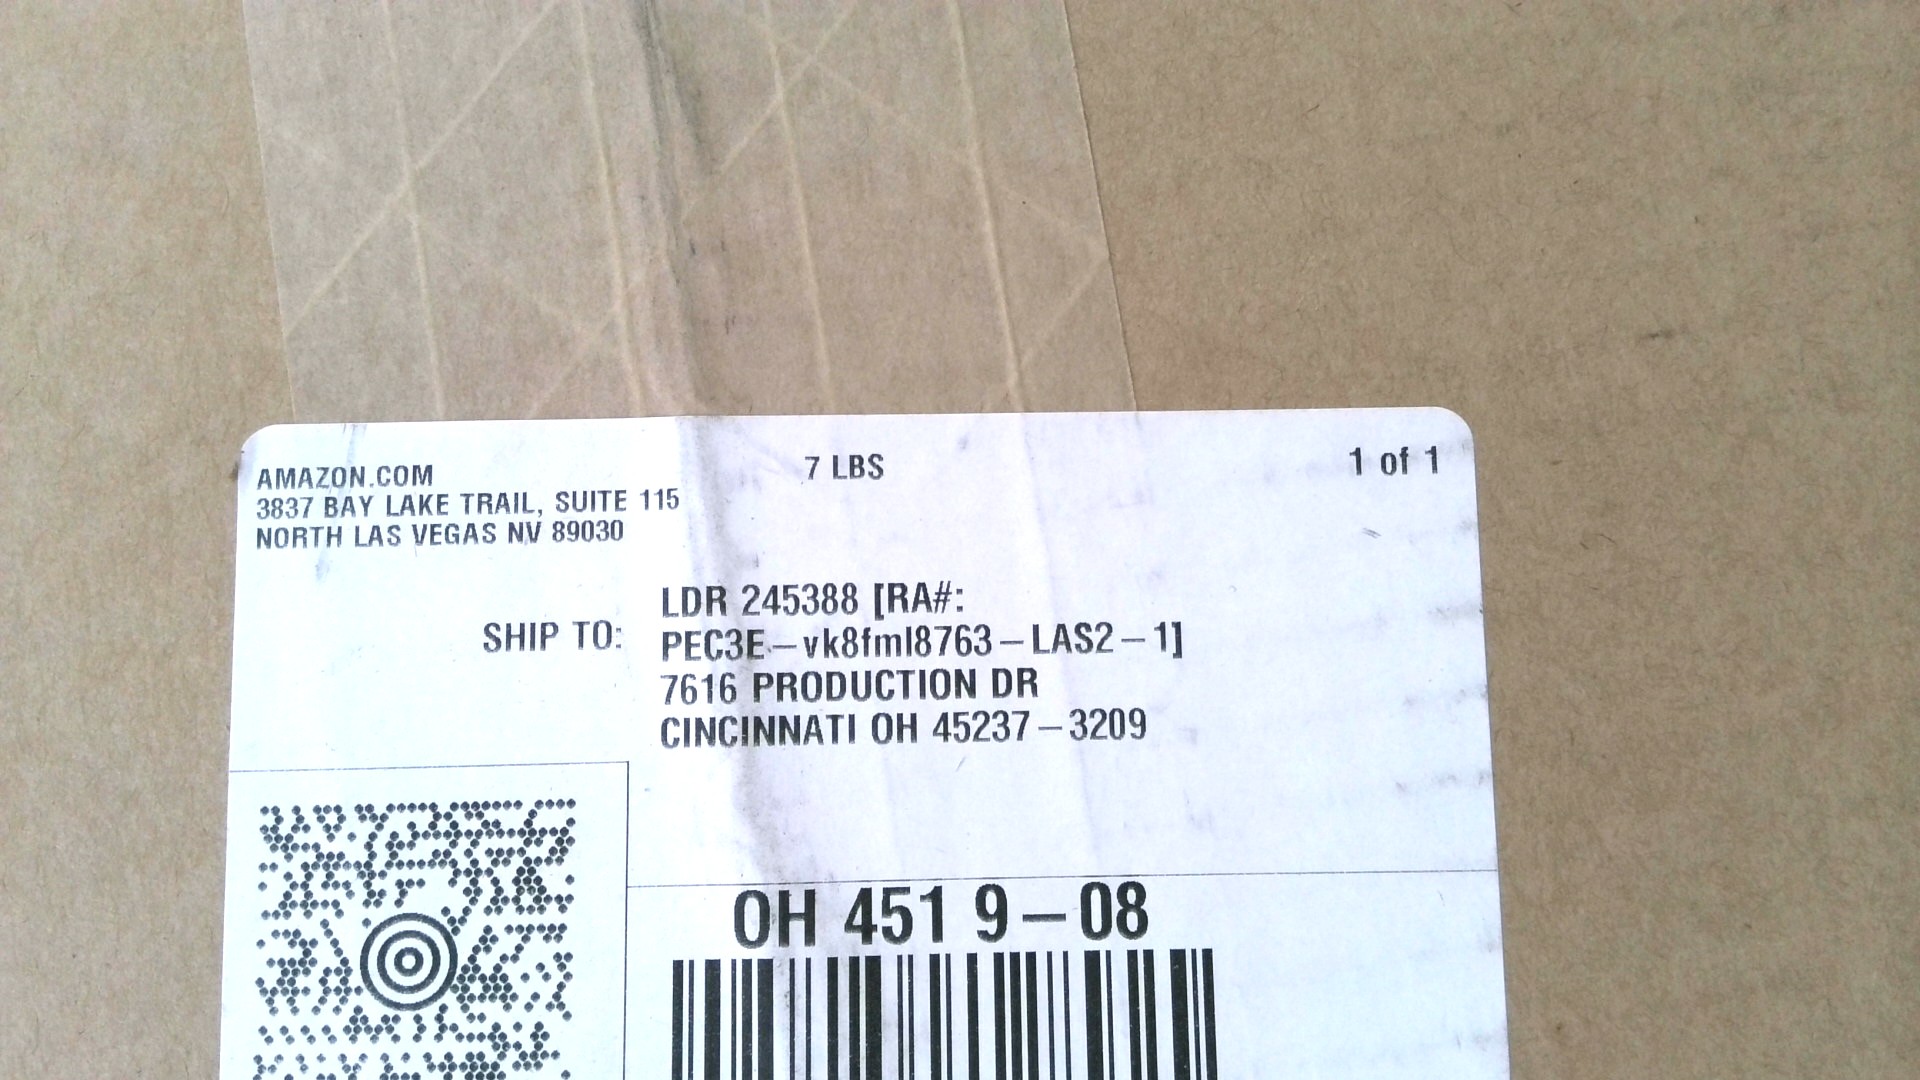 AMAZON.COM
3837 BAY LAKE TRAIL, SUITE 115
NORTH LAS VEGAS NV 89030
7 LBS
1 of 1
SHIP TO:
LDR 245388 [RA#:
PEC3E-vk8fml8763-LAS2-1]
7616 PRODUCTION DR
CINCINNATI OH 45237-3209
OH 451 9-08